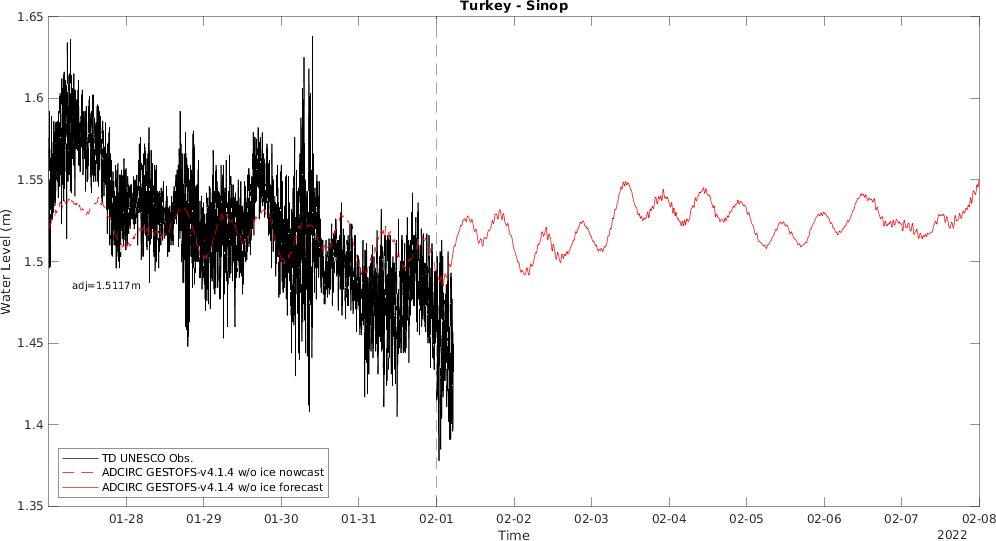 Turkey - Sinop
1.65
1.6
1.55
1.5
1.45
1.4
1.35
Water Level (m)
adj=1.5117m
TD UNESCO Obs.
ADCIRC GESTOFS-v4.1.4 w/o ice nowcast
ADCIRC GESTOFS-v4.1.4 w/o ice forecast
01-28 01-29 01-30 01-31 02-01 02-02 02-03 02-04 02-05 02-06 02-07 02-08
Time
2022